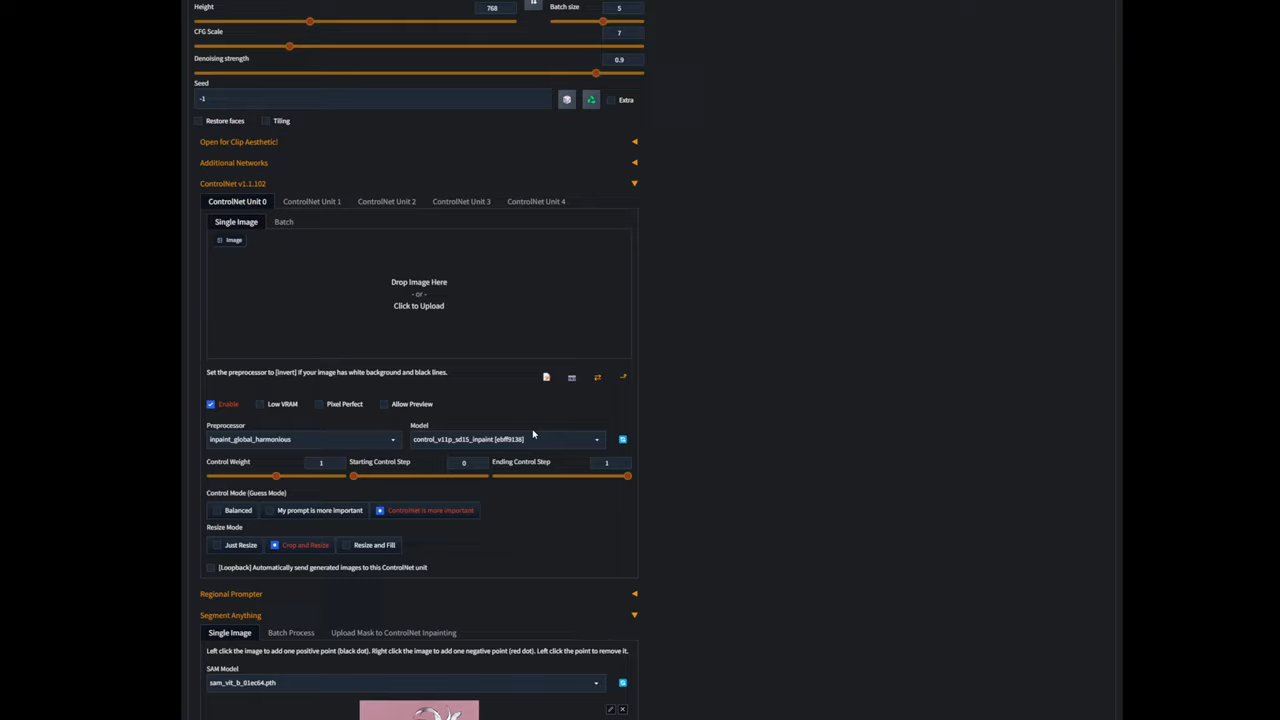 Height 768 Batch size 5
CFG Scale 7
Denoising strength 0.9
Seed
-1 Extra
Restore faces Tiling
Open for Clip Aesthetic!
Additional Networks
ControlNet v1.1.102
ControlNet Unit 0 ControlNet Unit 1 ControlNet Unit 2 ControlNet Unit 3 ControlNet Unit 4
Single Image Batch
Image
Drop Image Here
- or -
Click to Upload
Set the preprocessor to [invert] If your image has white background and black lines.
Enable Low VRAM Pixel Perfect Allow Preview
Preprocessor Model
inpaint_global_harmonious control_v11p_sd15_inpaint [ebff9138]
Control Weight 1 Starting Control Step 0 Ending Control Step 1
Control Mode (Guess Mode)
Balanced My prompt is more important ControlNet is more important
Resize Mode
Just Resize Crop and Resize Resize and Fill
[Loopback] Automatically send generated images to this ControlNet unit
Regional Prompter
Segment Anything
Single Image Batch Process Upload Mask to ControlNet Inpainting
Left click the image to add one positive point (black dot). Right click the image to add one negative point (red dot). Left click the point to remove it.
SAM Model
sam_vit_b_01ec64.pth